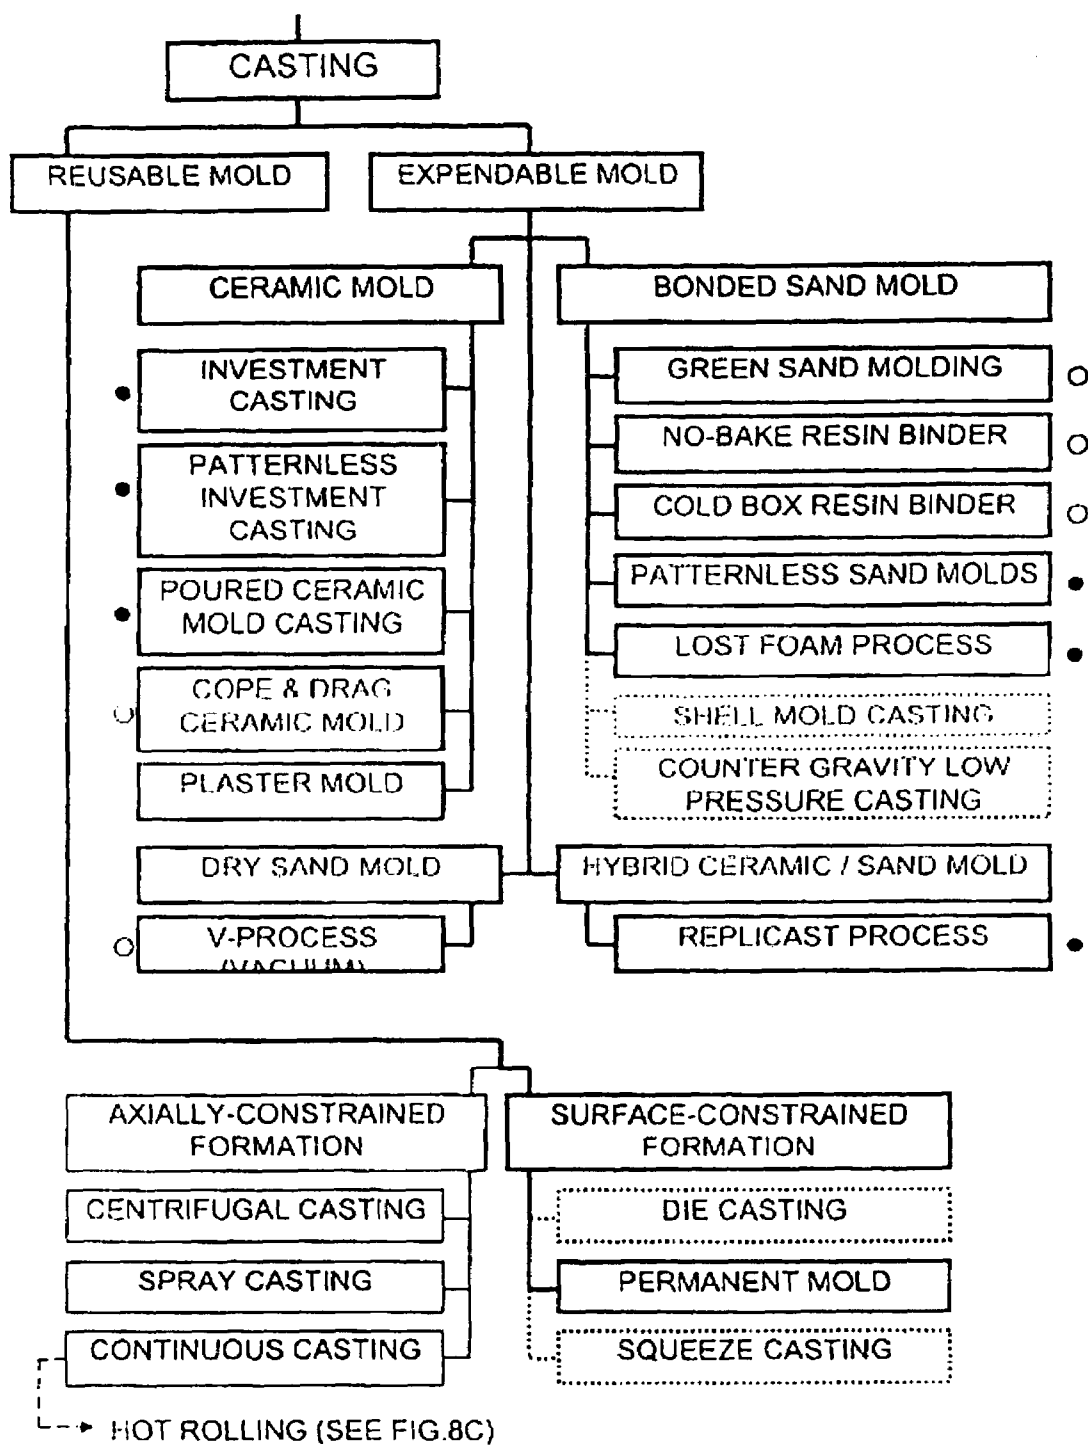 CASTING
REUSABLE MOLD
EXPENDABLE MOLD
CERAMIC MOLD
INVESTMENT
CASTING
PATTERNLESS
INVESTMENT
CASTING
POURED CERAMIC
MOLD CASTING
COPE & DRAG
CERAMIC MOLD
PLASTER MOLD
BONDED SAND MOLD
GREEN SAND MOLDING
NO-BAKE RESIN BINDER
COLD BOX RESIN BINDER
PATTERNLESS SAND MOLDS
LOST FOAM PROCESS
SHELL MOLD CASTING
COUNTER GRAVITY LOW
PRESSURE CASTING
DRY SAND MOLD
V-PROCESS
(VACUUM)
HYBRID CERAMIC / SAND MOLD
REPLICAST PROCESS
AXIALLY-CONSTRAINED
FORMATION
CENTRIFUGAL CASTING
SPRAY CASTING
CONTINUOUS CASTING
HOT ROLLING (SEE FIG.8C)
SURFACE-CONSTRAINED
FORMATION
DIE CASTING
PERMANENT MOLD
SQUEEZE CASTING